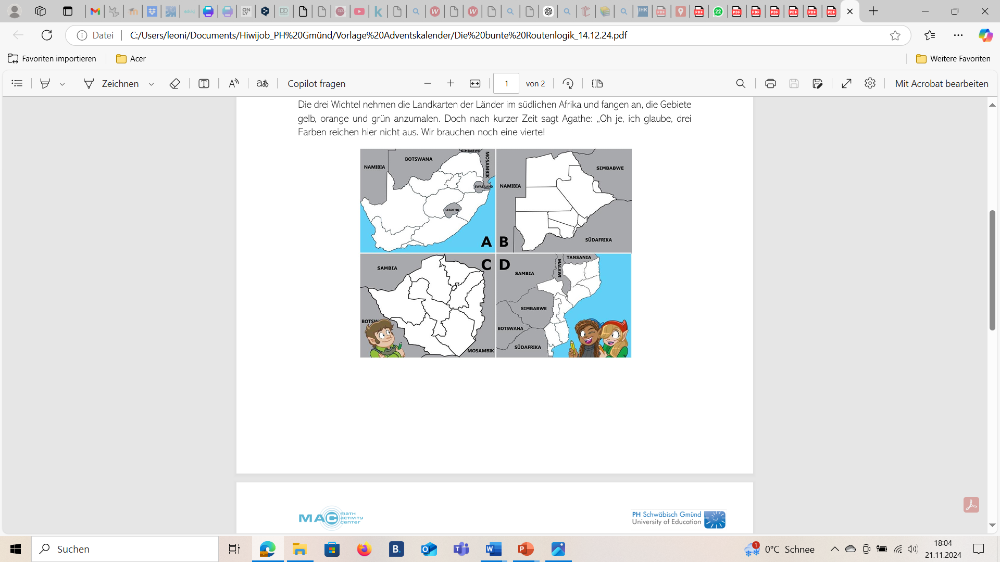 22
Datei
C:/Users/leoni/Documents/Hiwijob_PH%20Gmünd/Vorlage%20Adventskalender/Die%20bunte%20Routenlogik_14.12.24.pdf
Favoriten importieren
Acer
Weitere Favoriten
Zeichnen
Copilot fragen
1
von 2
Mit Acrobat bearbeiten
Die drei Wichtel nehmen die Landkarten der Länder im südlichen Afrika und fangen an, die Gebiete
gelb, orange und grün anzumalen. Doch nach kurzer Zeit sagt Agathe: „Oh je, ich glaube, drei
Farben reichen hier nicht aus. Wir brauchen noch eine vierte!
NAMIBIA
BOTSWANA
SIMBABWE
MOSAMBIK
SWASILAND
LESOTHO
A
B
NAMIBIA
SIMBABWE
SÜDAFRIKA
C
SAMBIA
BOTSW
MOSAMBIK
D
TANSANIA
MALAWI
SAMBIA
SIMBABWE
BOTSWANA
SÜDAFRIKA
MAC math
activity
center
PH Schwäbisch Gmünd
University of Education
Suchen
1
0°C Schnee
18:04
21.11.2024